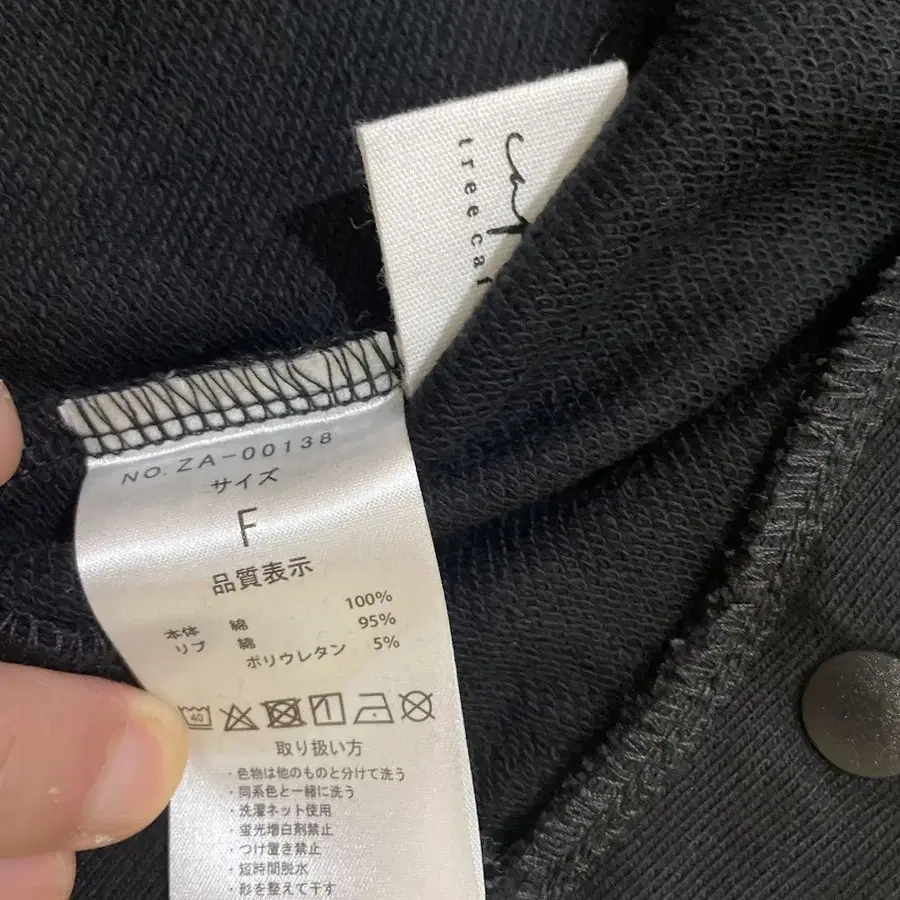 treecaf
NO. ZA-00138
サイズ
F
品質表示
本体 綿 100%
リブ 綿 95%
ポリウレタン 5%
40
取り扱い方
・色物は他のものと分けて洗う
・同系色と一緒に洗う
・洗濯ネット使用
・蛍光増白剤禁止
・つけ置き禁止
・短時間脱水
・形を整えて干す